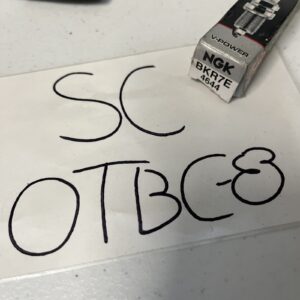 V-POWER
NGK
BKR7E
4644
SC
OTBC-8